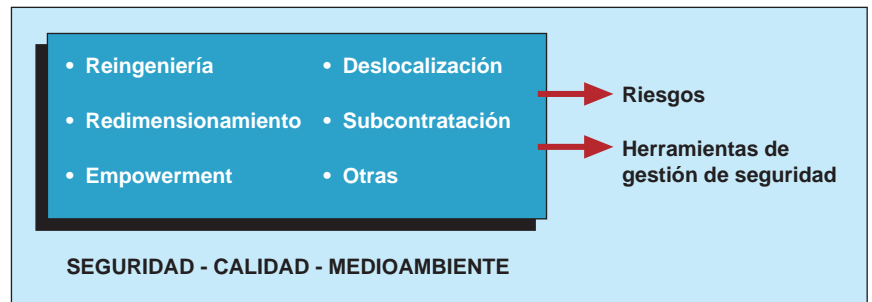 • Reingeniería
• Deslocalización
• Redimensionamiento
• Subcontratación
• Empowerment
• Otras
Riesgos
Herramientas de
gestión de seguridad
SEGURIDAD - CALIDAD - MEDIOAMBIENTE